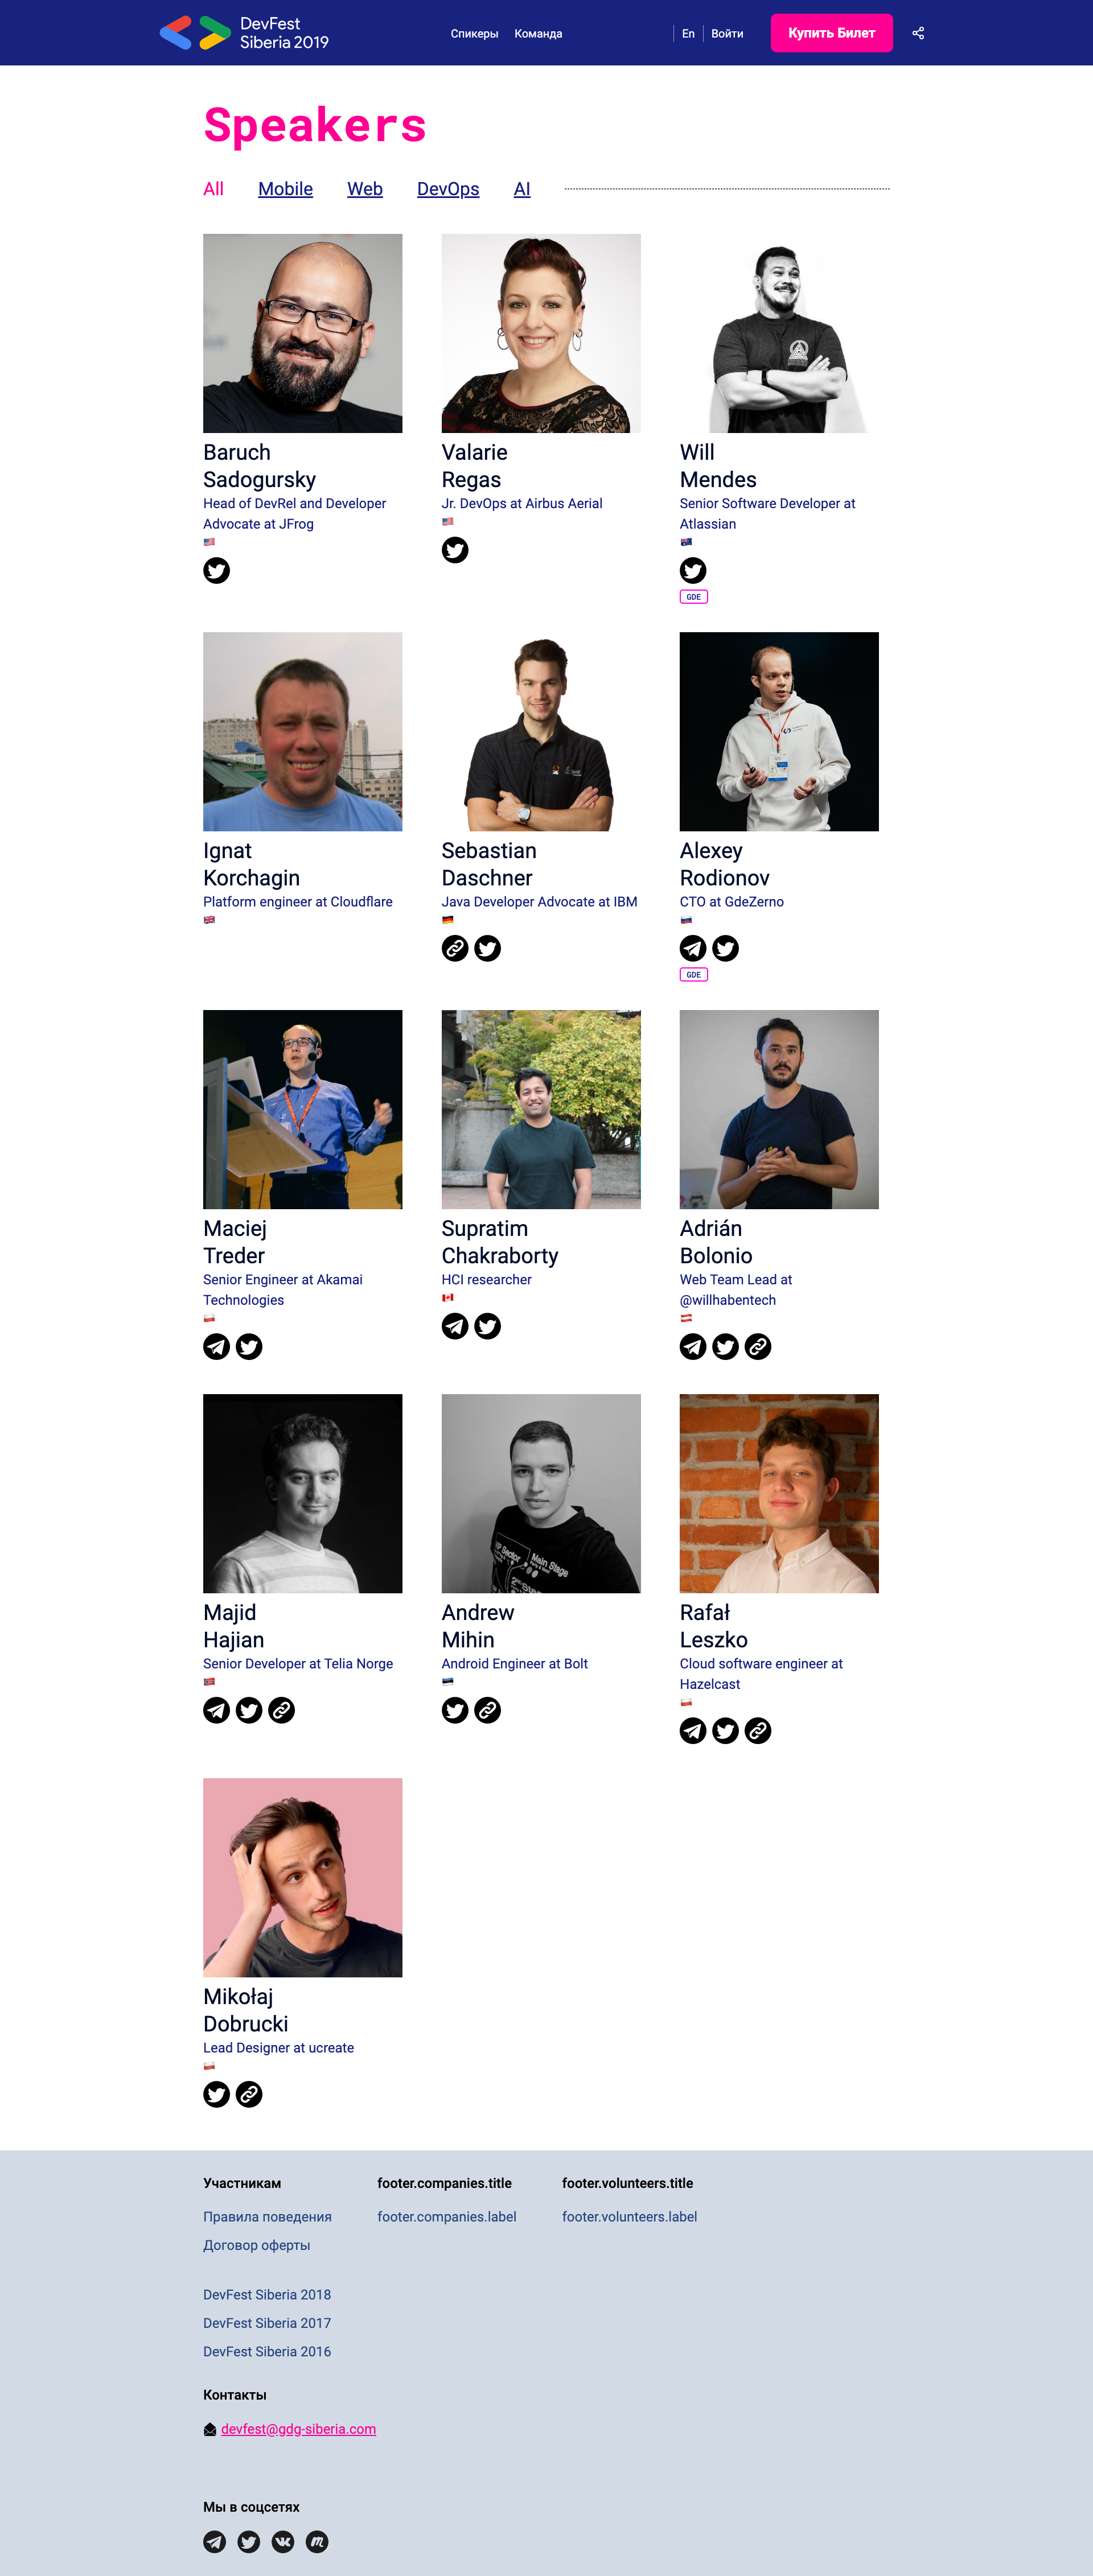 DevFest
Siberia 2019
Спикеры Команда
En Войти
Купить Билет
Speakers
All Mobile Web DevOps AI
Baruch
Sadogursky
Head of DevRel and Developer
Advocate at JFrog
Valarie
Regas
Jr. DevOps at Airbus Aerial
Will
Mendes
Senior Software Developer at
Atlassian
GDE
Ignat
Korchagin
Platform engineer at Cloudflare
Sebastian
Daschner
Java Developer Advocate at IBM
Alexey
Rodionov
CTO at GdeZerno
GDE
Maciej
Treder
Senior Engineer at Akamai
Technologies
Supratim
Chakraborty
HCI researcher
Adrián
Bolonio
Web Team Lead at
@willhabentech
Main Stage
Majid
Hajian
Senior Developer at Telia Norge
Andrew
Mihin
Android Engineer at Bolt
Rafał
Leszko
Cloud software engineer at
Hazelcast
Mikołaj
Dobrucki
Lead Designer at ucreate
Участникам
Правила поведения
Договор оферты
footer.companies.title
footer.companies.label
footer.volunteers.title
footer.volunteers.label
DevFest Siberia 2018
DevFest Siberia 2017
DevFest Siberia 2016
Контакты
devfest@gdg-siberia.com
Мы в соцсетях